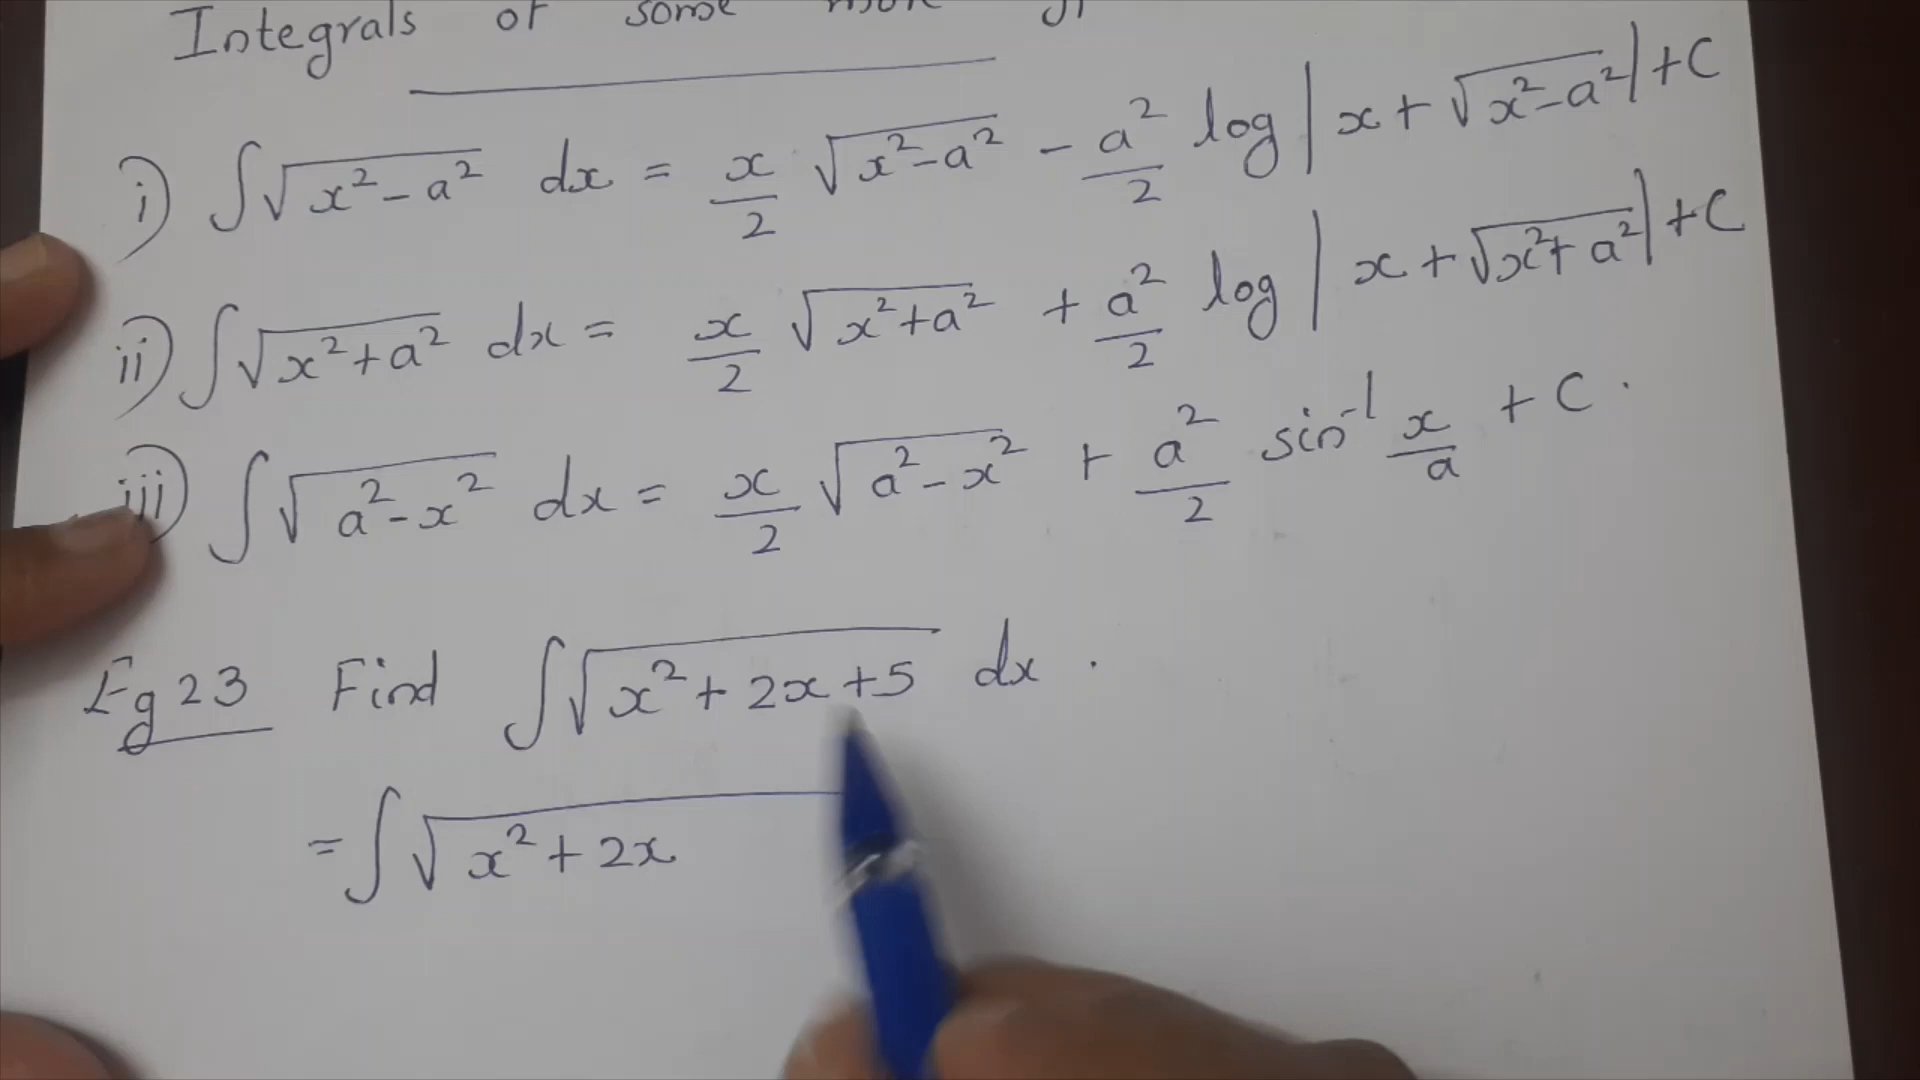 Integrals of some
i) ∫√(x²-a²) dx = x/2 √(x²-a²) - a²/2 log|x+√(x²-a²)|+C
ii) ∫√(x²+a²) dx = x/2 √(x²+a²) + a²/2 log|x+√(x²+a²)|+C
iii) ∫√(a²-x²) dx = x/2 √(a²-x²) + a²/2 sin⁻¹ x/a + C.
Eg 23 Find ∫√(x²+2x+5) dx.
= ∫√(x²+2x